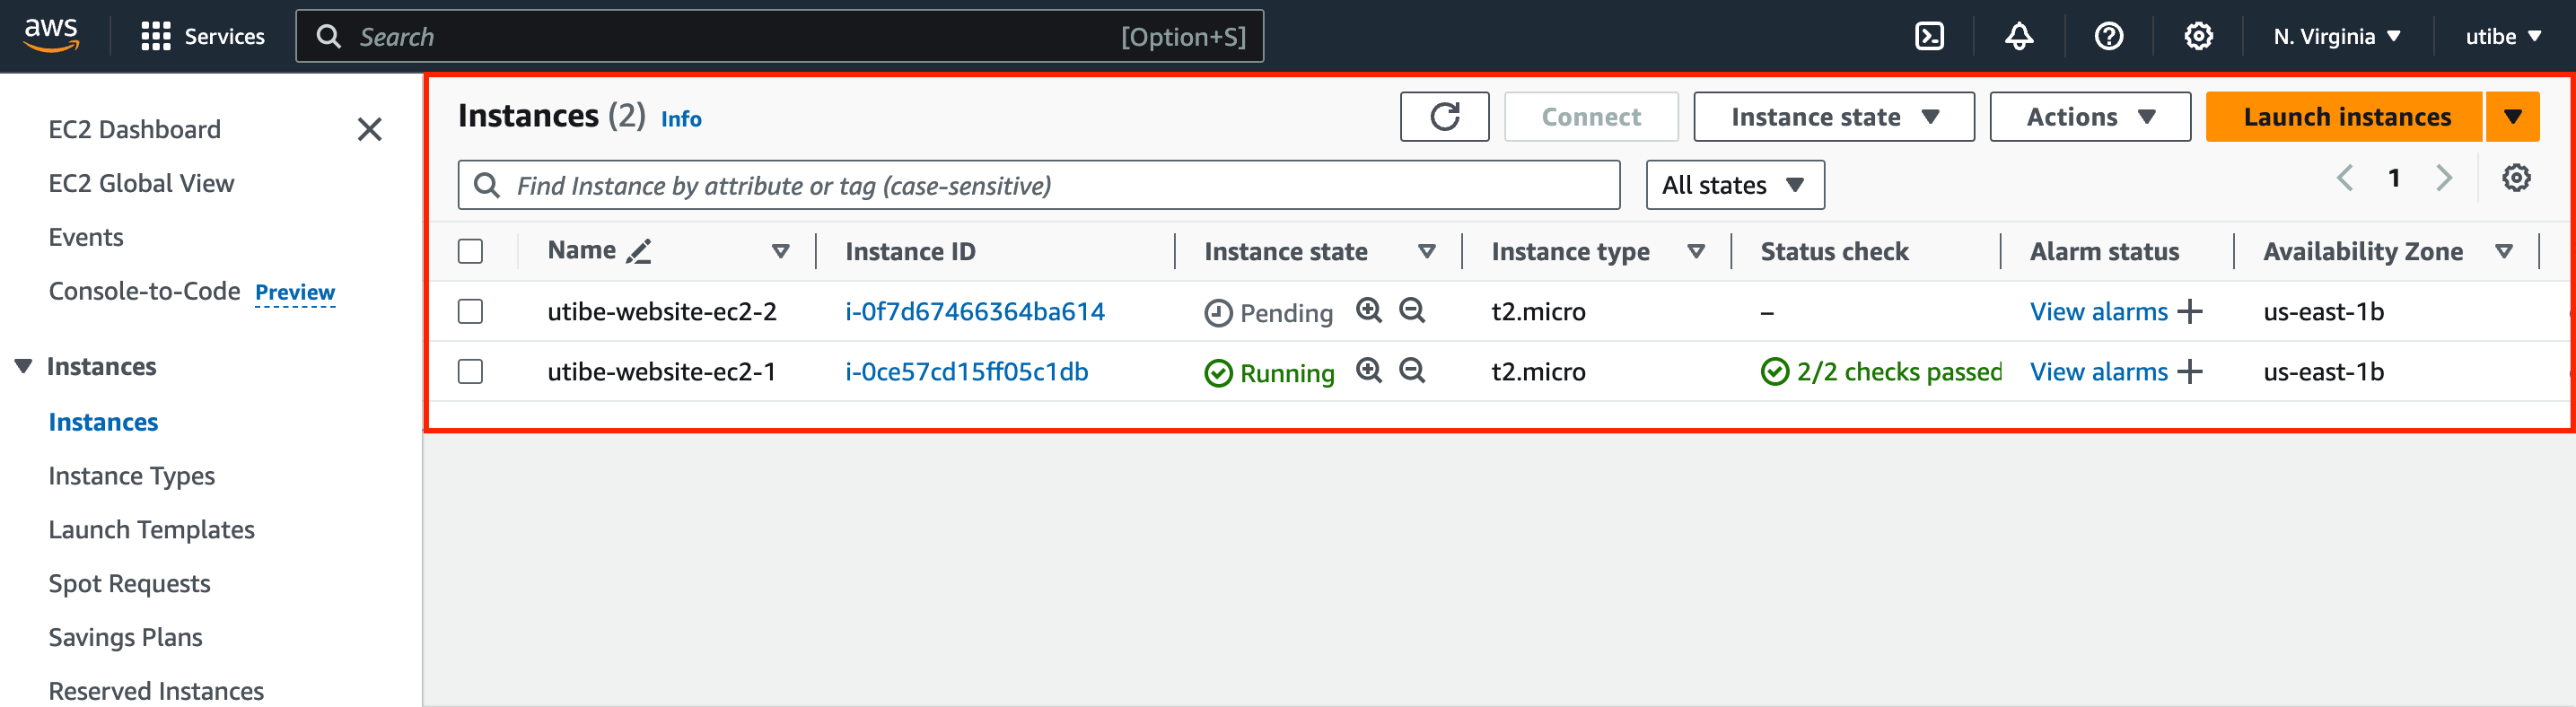 aws Services Search [Option+S] N. Virginia utibe
EC2 Dashboard
EC2 Global View
Events
Console-to-Code Preview
Instances
Instances
Instance Types
Launch Templates
Spot Requests
Savings Plans
Reserved Instances
Instances (2) Info Connect Instance state Actions Launch instances
Find Instance by attribute or tag (case-sensitive) All states 1
Name Instance ID Instance state Instance type Status check Alarm status Availability Zone
utibe-website-ec2-2 i-0f7d67466364ba614 Pending t2.micro – View alarms + us-east-1b
utibe-website-ec2-1 i-0ce57cd15ff05c1db Running t2.micro 2/2 checks passed View alarms + us-east-1b